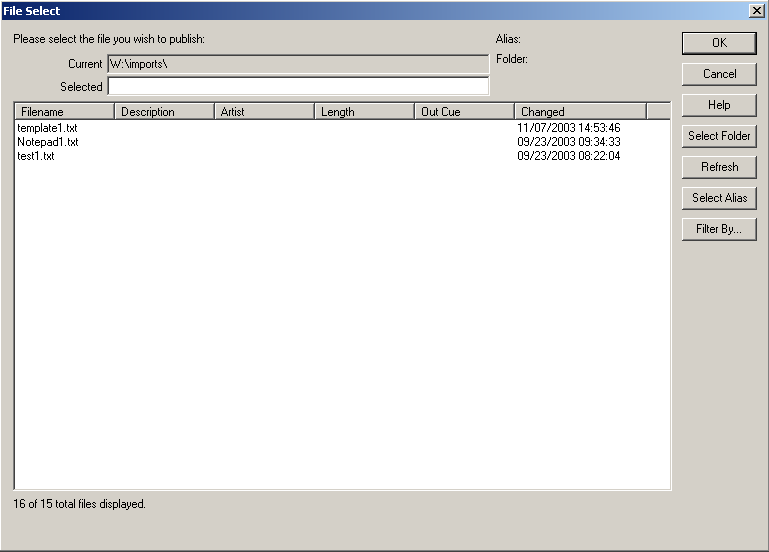 File Select
Please select the file you wish to publish:
Alias:
Folder:
Current W:\imports\
Selected
OK
Cancel
Help
Select Folder
Refresh
Select Alias
Filter By...
Filename Description Artist Length Out Cue Changed
template1.txt 11/07/2003 14:53:46
Notepad1.txt 09/23/2003 09:34:33
test1.txt 09/23/2003 08:22:04
16 of 15 total files displayed.